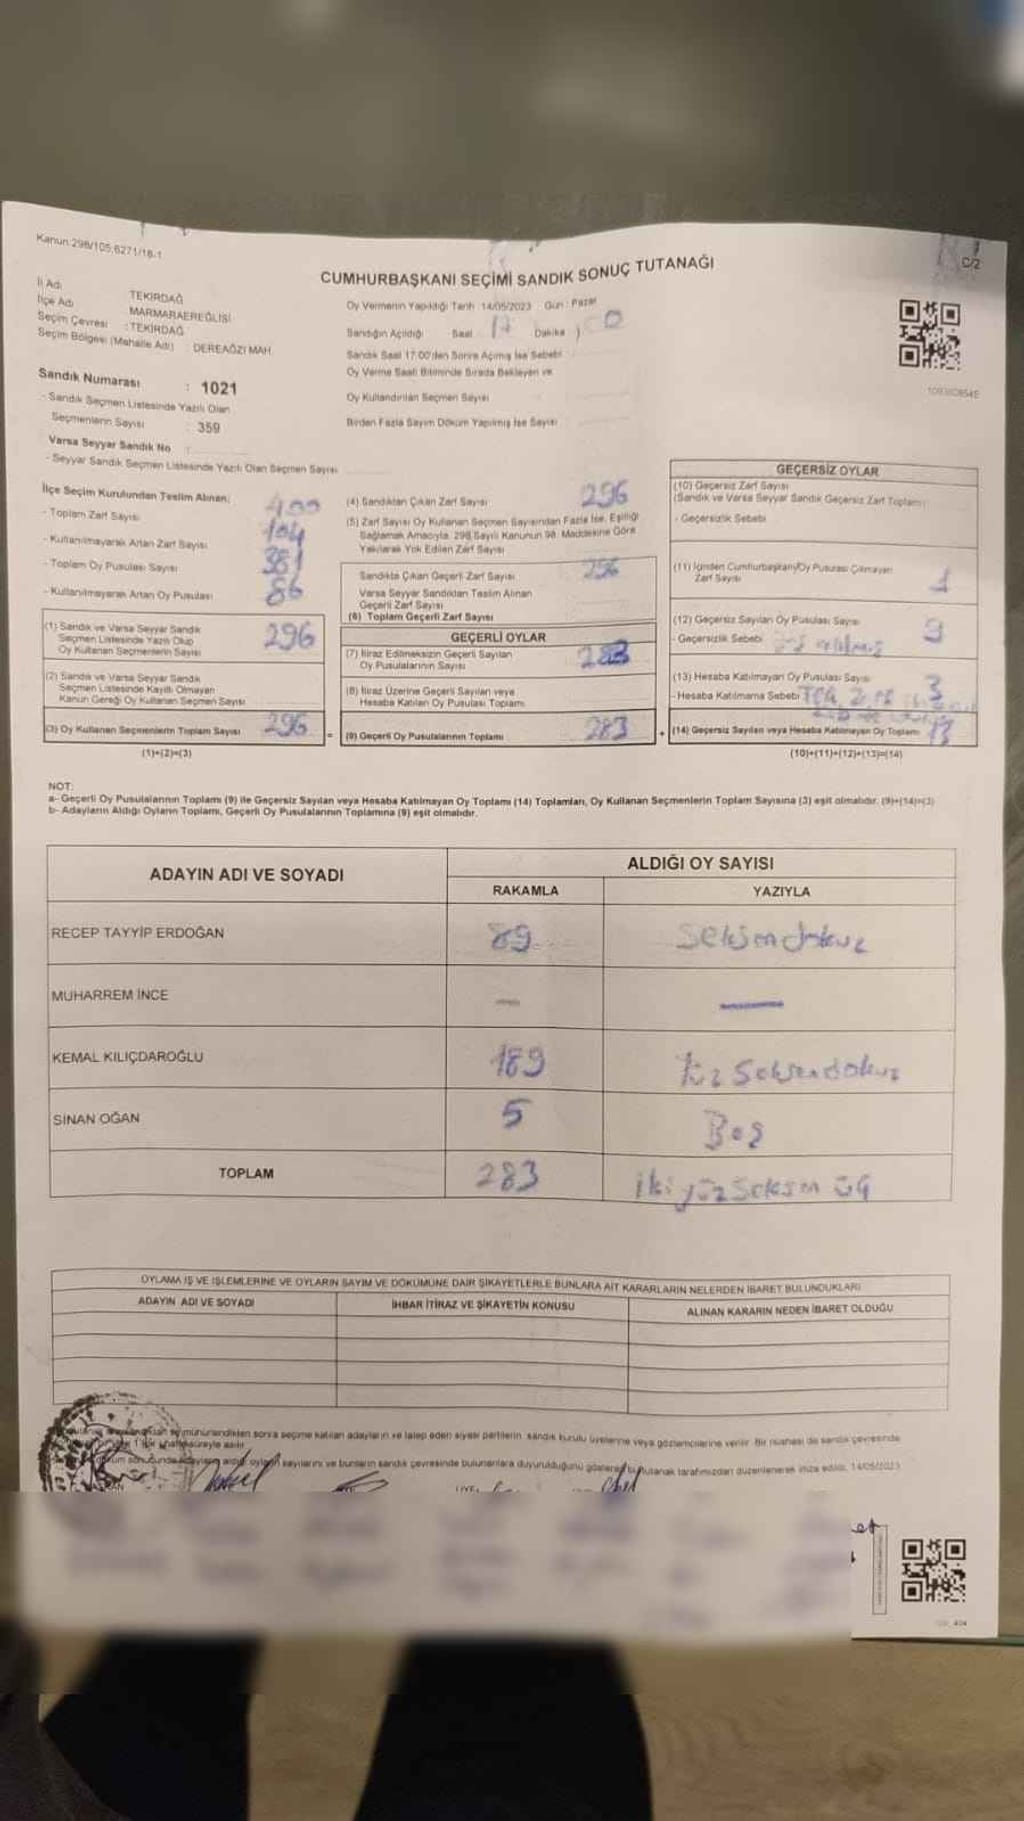 Kanun:298/105;6271/18-1
C/2
CUMHURBAŞKANI SEÇİMİ SANDIK SONUÇ TUTANAĞI
İl Adı TEKİRDAĞ
İlçe Adı MARMARAEREĞLİSİ
Seçim Çevresi : TEKİRDAĞ
Seçim Bölgesi (Mahalle Adı) : DEREAĞZI MAH.
Oy Vermenin Yapıldığı Tarih 14/05/2023 Gün : Pazar
Sandığın Açıldığı Saat 17 Dakika 00
Sandık Saat 17:00'den Sonra Açımış İse Sebebi
Oy Verme Saati Bitiminde Sırada Bekleyen ve
Oy Kullandırılan Seçmen Sayısı
Birden Fazla Sayım Döküm Yapılmış İse Sayısı
Sandık Numarası : 1021
- Sandık Seçmen Listesinde Yazılı Olan
Seçmenlerin Sayısı : 359
Varsa Seyyar Sandık No :
- Seyyar Sandık Seçmen Listesinde Yazılı Olan Seçmen Sayısı
İlçe Seçim Kurulundan Teslim Alınan;
- Toplam Zarf Sayısı 400
- Kullanılmayarak Artan Zarf Sayısı 104
- Toplam Oy Pusulası Sayısı 381
- Kullanılmayarak Artan Oy Pusulası 86
(1) Sandık ve Varsa Seyyar Sandık
Seçmen Listesinde Yazılı Olup
Oy Kullanan Seçmenlerin Sayısı 296
(2) Sandık ve Varsa Seyyar Sandık
Seçmen Listesinde Kayıtlı Olmayan
Kanun Gereği Oy Kullanan Seçmen Sayısı
(3) Oy Kullanan Seçmenlerin Toplam Sayısı 296 =
(1)+(2)=(3)
(4) Sandıktan Çıkan Zarf Sayısı 296
(5) Zarf Sayısı Oy Kullanan Seçmen Sayısından Fazla İse, Eşitliği
Sağlamak Amacıyla, 298 Sayılı Kanunun 98. Maddesine Göre
Yakılarak Yok Edilen Zarf Sayısı
Sandıkta Çıkan Geçerli Zarf Sayısı 296
Varsa Seyyar Sandıktan Teslim Alınan
Geçerli Zarf Sayısı
(6) Toplam Geçerli Zarf Sayısı
GEÇERLİ OYLAR
(7) İtiraz Edilmeksizin Geçerli Sayılan
Oy Pusulalarının Sayısı 283
(8) İtiraz Üzerine Geçerli Sayılan veya
Hesaba Katılan Oy Pusulası Toplamı
(9) Geçerli Oy Pusulalarının Toplamı 283 +
GEÇERSİZ OYLAR
(10) Geçersiz Zarf Sayısı
(Sandık ve Varsa Seyyar Sandık Geçersiz Zarf Toplamı)
- Geçersizlik Sebebi
(11) İçinden Cumhurbaşkanı Oy Pusulası Çıkmayan
Zarf Sayısı 1
(12) Geçersiz Sayılan Oy Pusulası Sayısı 9
- Geçersizlik Sebebi
(13) Hesaba Katılmayan Oy Pusulası Sayısı 3
- Hesaba Katılmama Sebebi
(14) Geçersiz Sayılan veya Hesaba Katılmayan Oy Toplamı 13
(10)+(11)+(12)+(13)=(14)
NOT:
a- Geçerli Oy Pusulalarının Toplamı (9) ile Geçersiz Sayılan veya Hesaba Katılmayan Oy Toplamı (14) Toplamları, Oy Kullanan Seçmenlerin Toplam Sayısına (3) eşit olmalıdır. (9)+(14)=(3)
b- Adayların Aldığı Oyların Toplamı, Geçerli Oy Pusulalarının Toplamına (9) eşit olmalıdır.
ADAYIN ADI VE SOYADI ALDIĞI OY SAYISI
RAKAMLA YAZIYLA
RECEP TAYYİP ERDOĞAN 89 Seksendokuz
MUHARREM İNCE — —
KEMAL KILIÇDAROĞLU 189 Yüz Seksendokuz
SİNAN OĞAN 5 Beş
TOPLAM 283 İki yüz Seksen üç
OYLAMA İŞ VE İŞLEMLERİNE VE OYLARIN SAYIM VE DÖKÜMÜNE DAİR ŞİKAYETLERLE BUNLARA AİT KARARLARIN NELERDEN İBARET BULUNDUKLARI
ADAYIN ADI VE SOYADI İHBAR İTİRAZ VE ŞİKAYETİN KONUSU ALINAN KARARIN NEDEN İBARET OLDUĞU
mühürlendikten sonra seçime katılan adayların ve talep eden siyasi partilerin sandık kurulu üyelerine veya gözlemcilerine verilir. Bir nüshası da sandık çevresinde
süreyle asılır.
sonucunda adayların aldığı oyların sayılarını ve bunların sandık çevresinde bulunanlara duyurulduğunu gösteren bu tutanak tarafımızdan düzenlenerek imza edildi. 14/05/2023